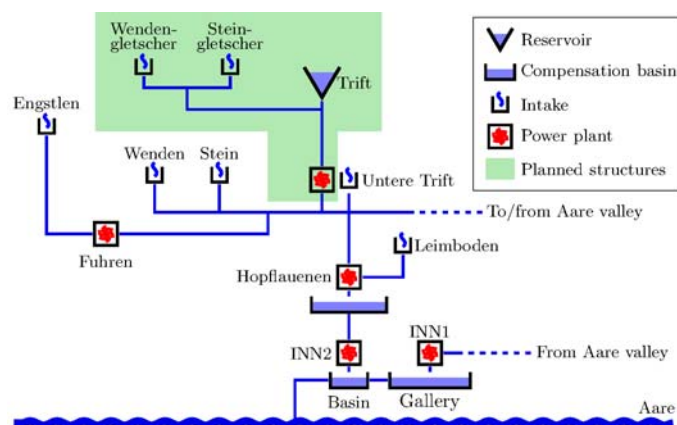 Wenden-
gletscher
Stein-
gletscher
Trift
Engstlen
Wenden
Stein
Untere Trift
To/from Aare valley
Fuhren
Leimboden
Hopflauenen
INN2
INN1
From Aare valley
Basin
Gallery
Aare
Reservoir
Compensation basin
Intake
Power plant
Planned structures